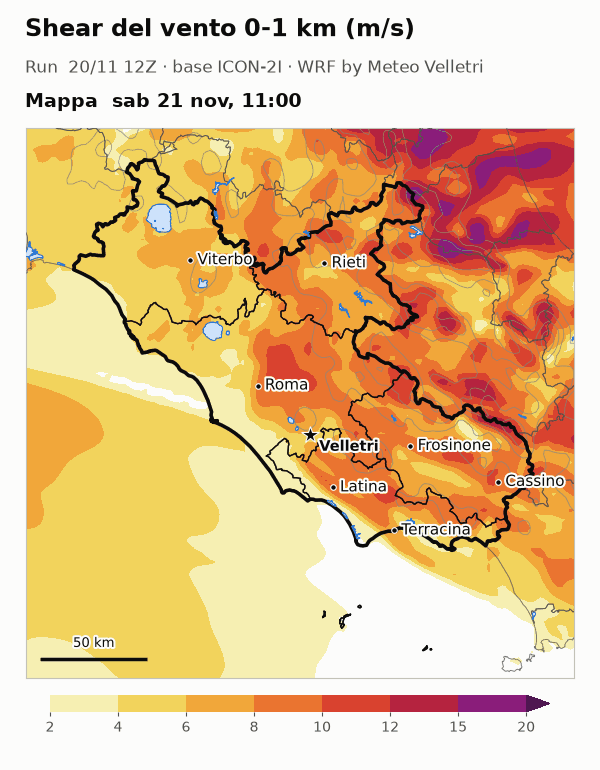 Shear del vento 0-1 km (m/s)
Run  20/11 12Z · base ICON-2I · WRF by Meteo Velletri
Mappa  sab 21 nov, 11:00
Viterbo
Rieti
Roma
Velletri
Frosinone
Latina
Cassino
Terracina
50 km
2 4 6 8 10 12 15 20